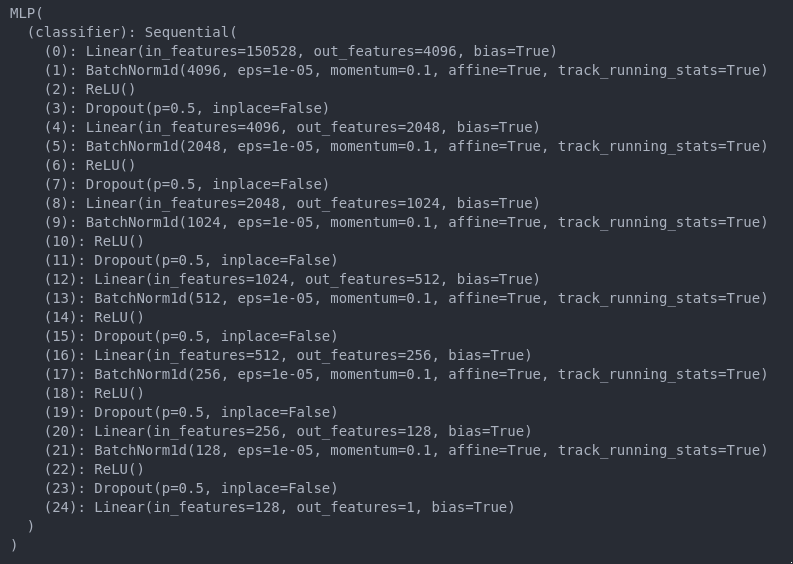 MLP(
  (classifier): Sequential(
    (0): Linear(in_features=150528, out_features=4096, bias=True)
    (1): BatchNorm1d(4096, eps=1e-05, momentum=0.1, affine=True, track_running_stats=True)
    (2): ReLU()
    (3): Dropout(p=0.5, inplace=False)
    (4): Linear(in_features=4096, out_features=2048, bias=True)
    (5): BatchNorm1d(2048, eps=1e-05, momentum=0.1, affine=True, track_running_stats=True)
    (6): ReLU()
    (7): Dropout(p=0.5, inplace=False)
    (8): Linear(in_features=2048, out_features=1024, bias=True)
    (9): BatchNorm1d(1024, eps=1e-05, momentum=0.1, affine=True, track_running_stats=True)
    (10): ReLU()
    (11): Dropout(p=0.5, inplace=False)
    (12): Linear(in_features=1024, out_features=512, bias=True)
    (13): BatchNorm1d(512, eps=1e-05, momentum=0.1, affine=True, track_running_stats=True)
    (14): ReLU()
    (15): Dropout(p=0.5, inplace=False)
    (16): Linear(in_features=512, out_features=256, bias=True)
    (17): BatchNorm1d(256, eps=1e-05, momentum=0.1, affine=True, track_running_stats=True)
    (18): ReLU()
    (19): Dropout(p=0.5, inplace=False)
    (20): Linear(in_features=256, out_features=128, bias=True)
    (21): BatchNorm1d(128, eps=1e-05, momentum=0.1, affine=True, track_running_stats=True)
    (22): ReLU()
    (23): Dropout(p=0.5, inplace=False)
    (24): Linear(in_features=128, out_features=1, bias=True)
  )
)